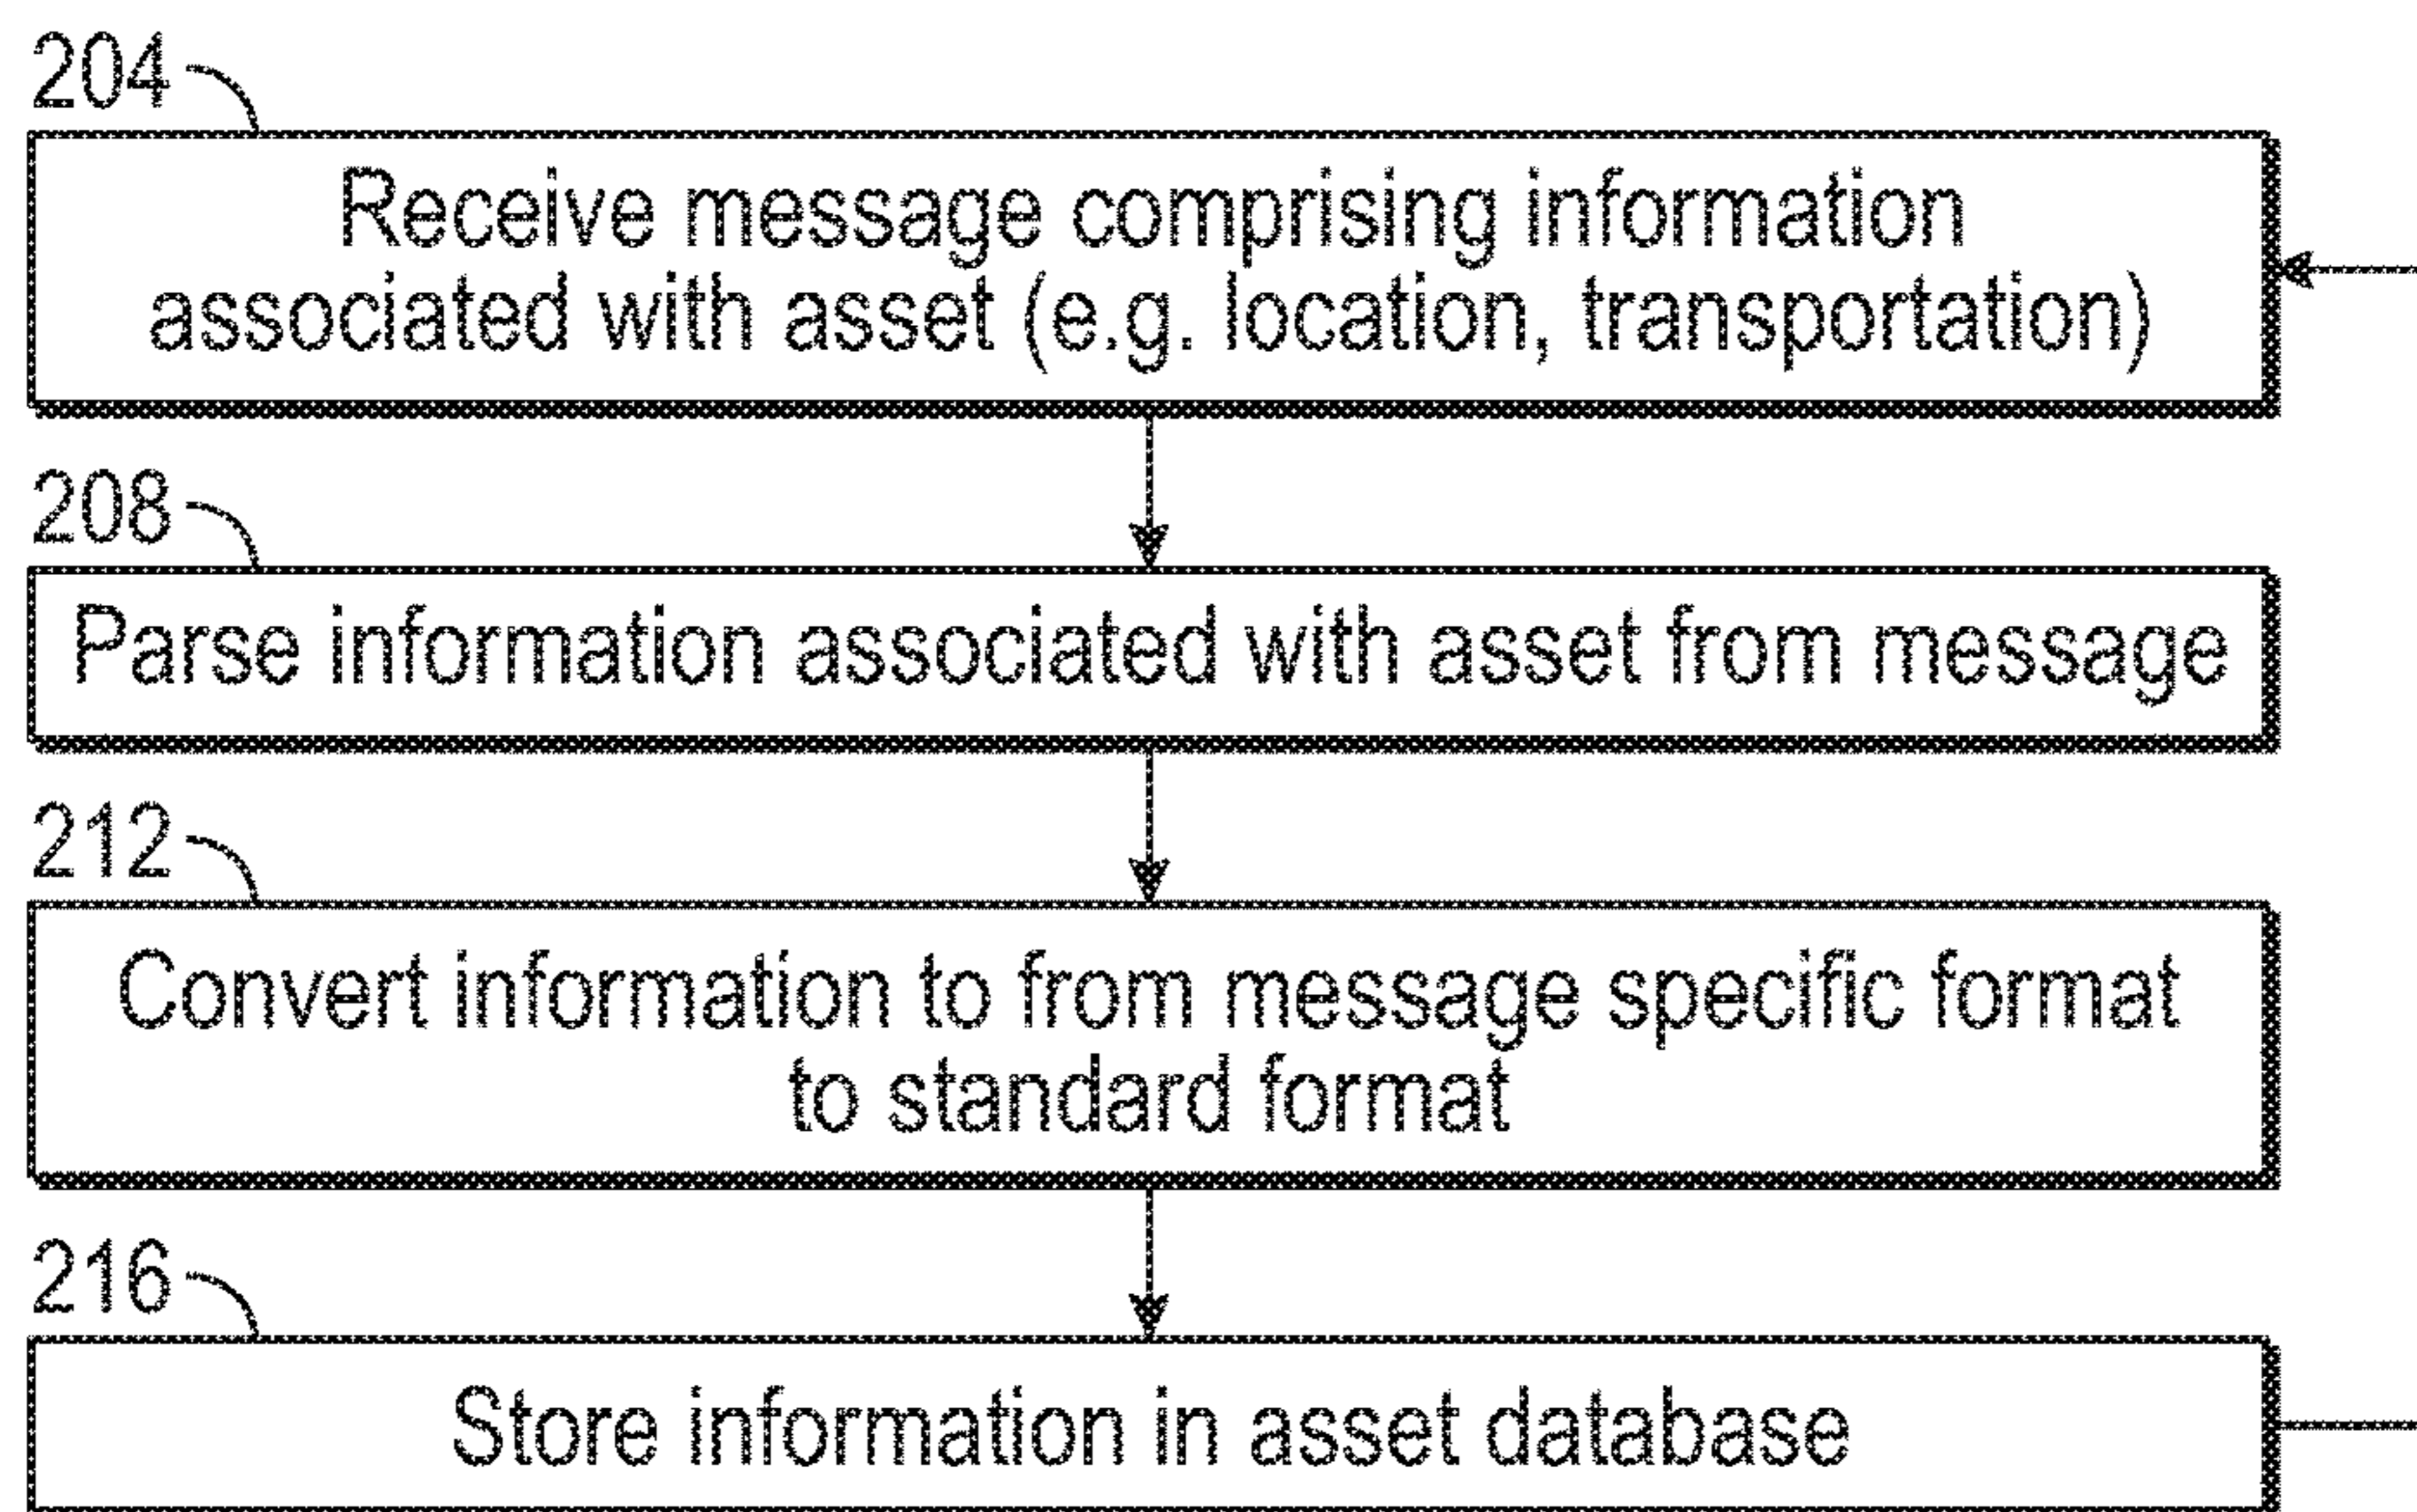 204
Receive message comprising information
associated with asset (e.g. location, transportation)
208
Parse information associated with asset from message
212
Convert information to from message specific format
to standard format
216
Store information in asset database